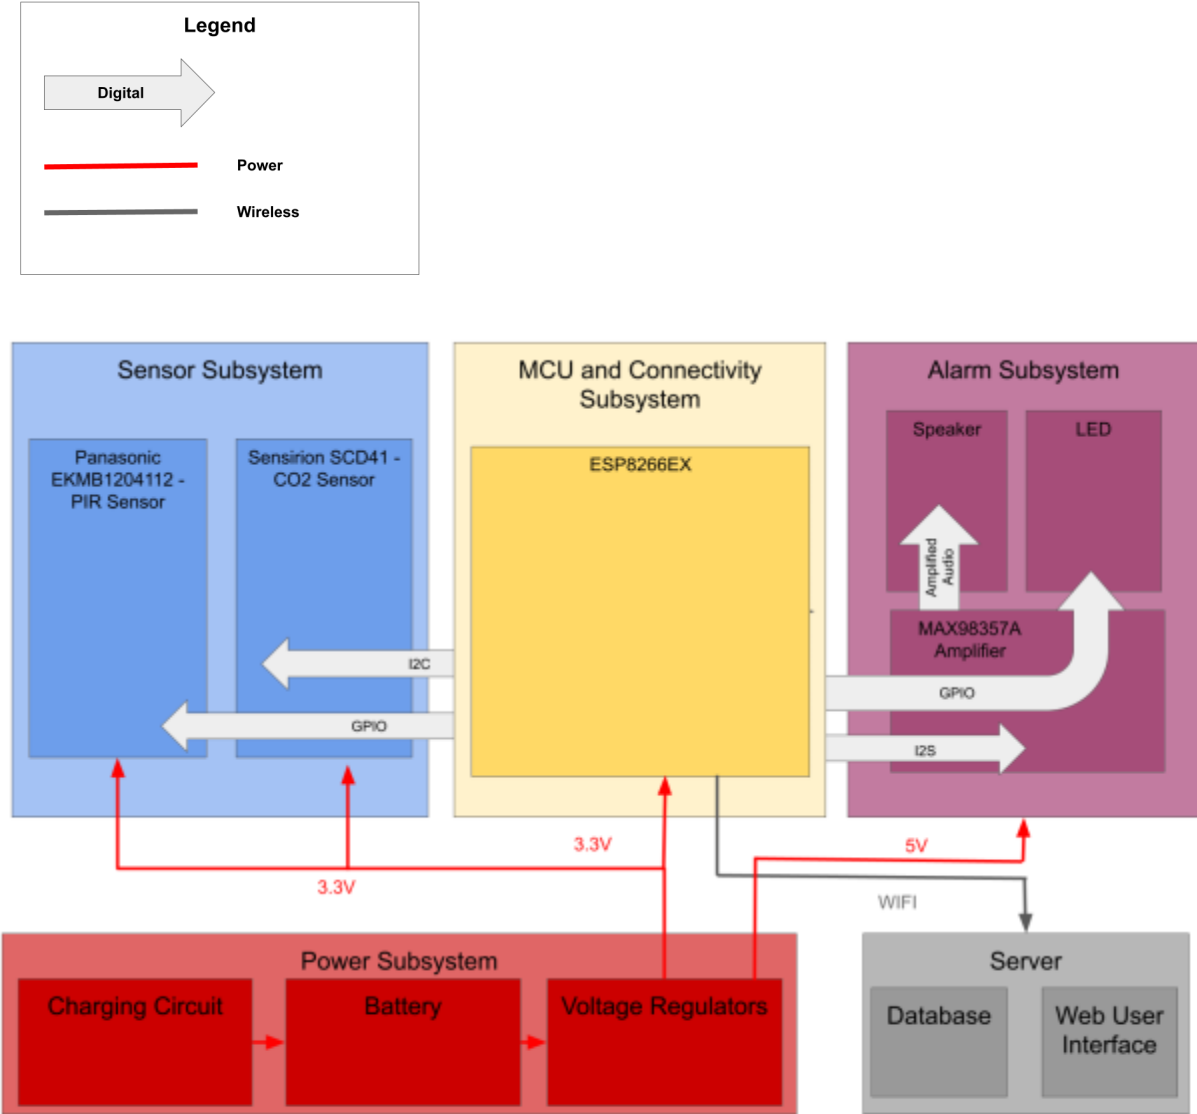 Legend
Digital
Power
Wireless
Sensor Subsystem
Panasonic
EKMB1204112 -
PIR Sensor
Sensirion SCD41 -
CO2 Sensor
I2C
GPIO
MCU and Connectivity
Subsystem
ESP8266EX
Alarm Subsystem
Speaker
LED
Amplified
Audio
MAX98357A
Amplifier
GPIO
I2S
3.3V
3.3V
5V
WIFI
Power Subsystem
Charging Circuit
Battery
Voltage Regulators
Server
Database
Web User
Interface